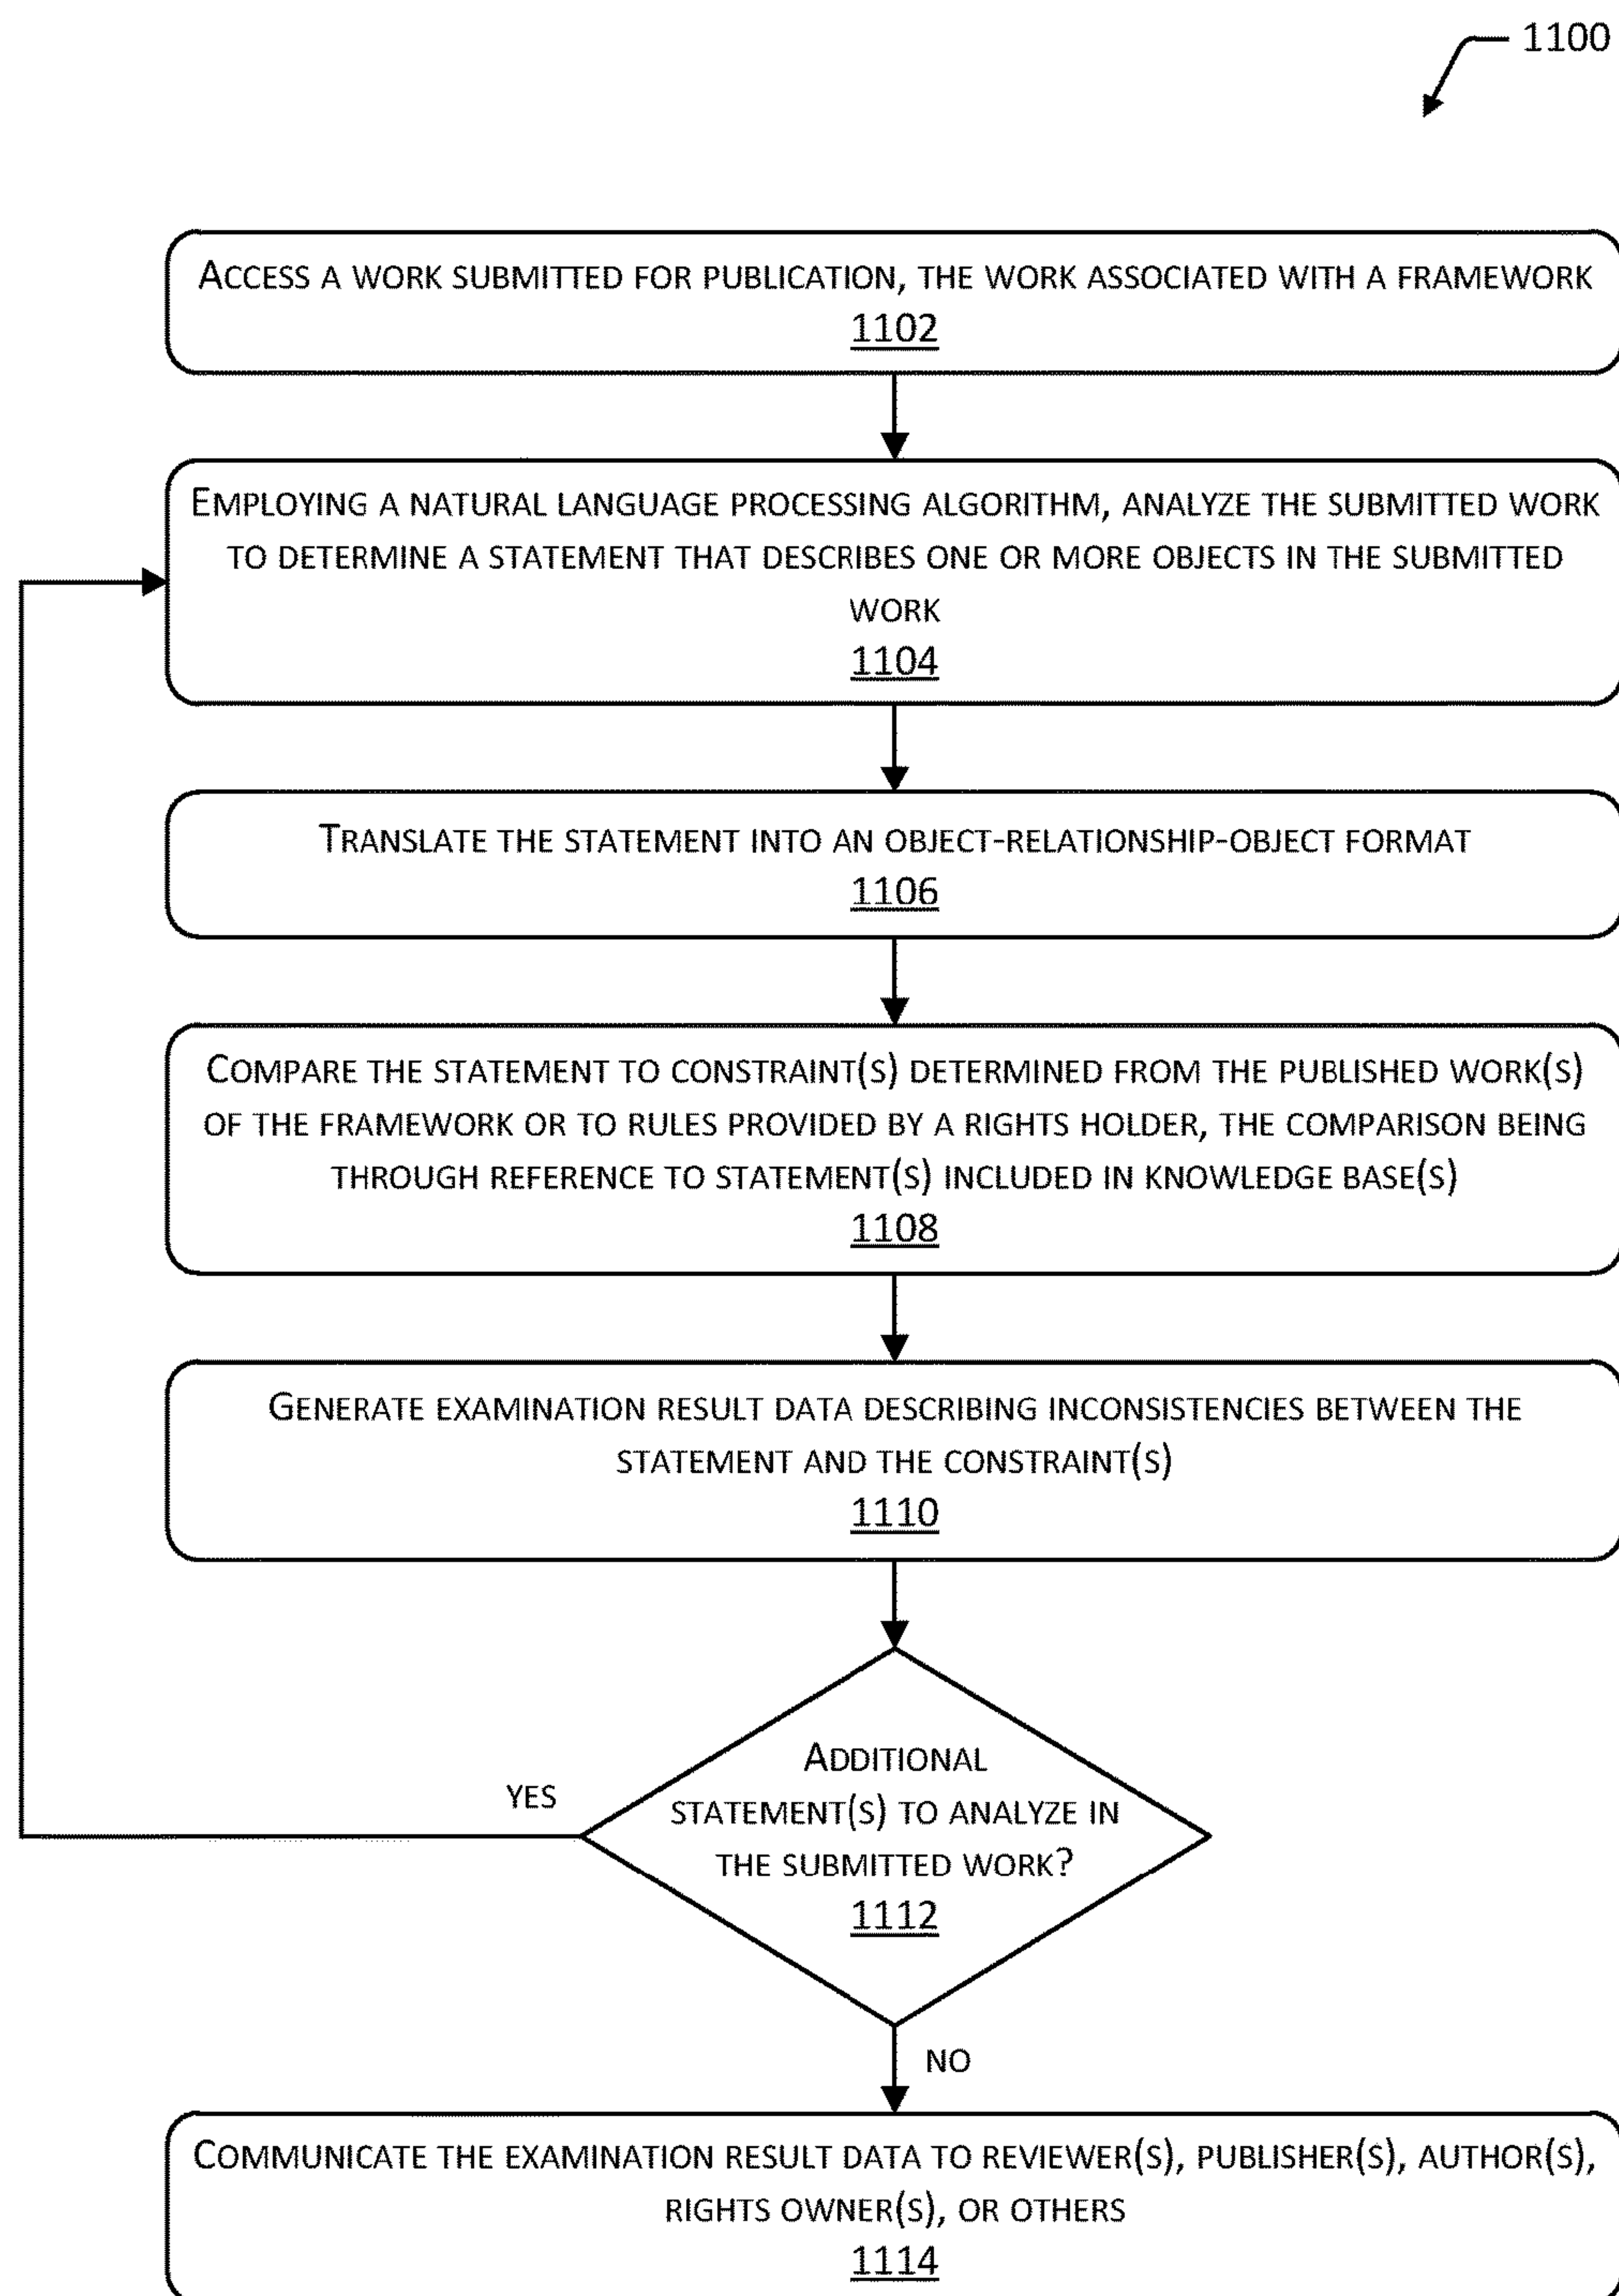 1100
ACCESS A WORK SUBMITTED FOR PUBLICATION, THE WORK ASSOCIATED WITH A FRAMEWORK
1102
EMPLOYING A NATURAL LANGUAGE PROCESSING ALGORITHM, ANALYZE THE SUBMITTED WORK
TO DETERMINE A STATEMENT THAT DESCRIBES ONE OR MORE OBJECTS IN THE SUBMITTED
WORK
1104
TRANSLATE THE STATEMENT INTO AN OBJECT-RELATIONSHIP-OBJECT FORMAT
1106
COMPARE THE STATEMENT TO CONSTRAINT(S) DETERMINED FROM THE PUBLISHED WORK(S)
OF THE FRAMEWORK OR TO RULES PROVIDED BY A RIGHTS HOLDER, THE COMPARISON BEING
THROUGH REFERENCE TO STATEMENT(S) INCLUDED IN KNOWLEDGE BASE(S)
1108
GENERATE EXAMINATION RESULT DATA DESCRIBING INCONSISTENCIES BETWEEN THE
STATEMENT AND THE CONSTRAINT(S)
1110
ADDITIONAL
STATEMENT(S) TO ANALYZE IN
THE SUBMITTED WORK?
1112
YES
NO
COMMUNICATE THE EXAMINATION RESULT DATA TO REVIEWER(S), PUBLISHER(S), AUTHOR(S),
RIGHTS OWNER(S), OR OTHERS
1114